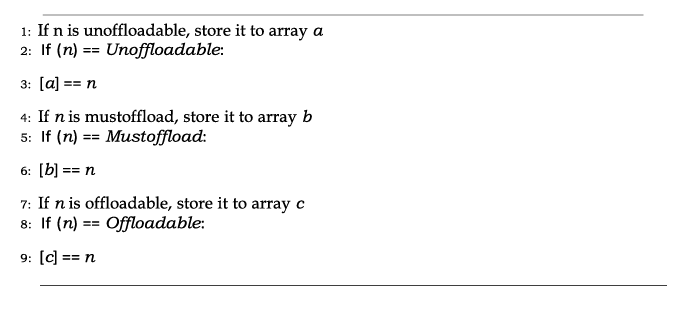 1: If n is unoffloadable, store it to array a
2: If (n) == Unoffloadable:
3: [a] == n
4: If n is mustoffload, store it to array b
5: If (n) == Mustoffload:
6: [b] == n
7: If n is offloadable, store it to array c
8: If (n) == Offloadable:
9: [c] == n